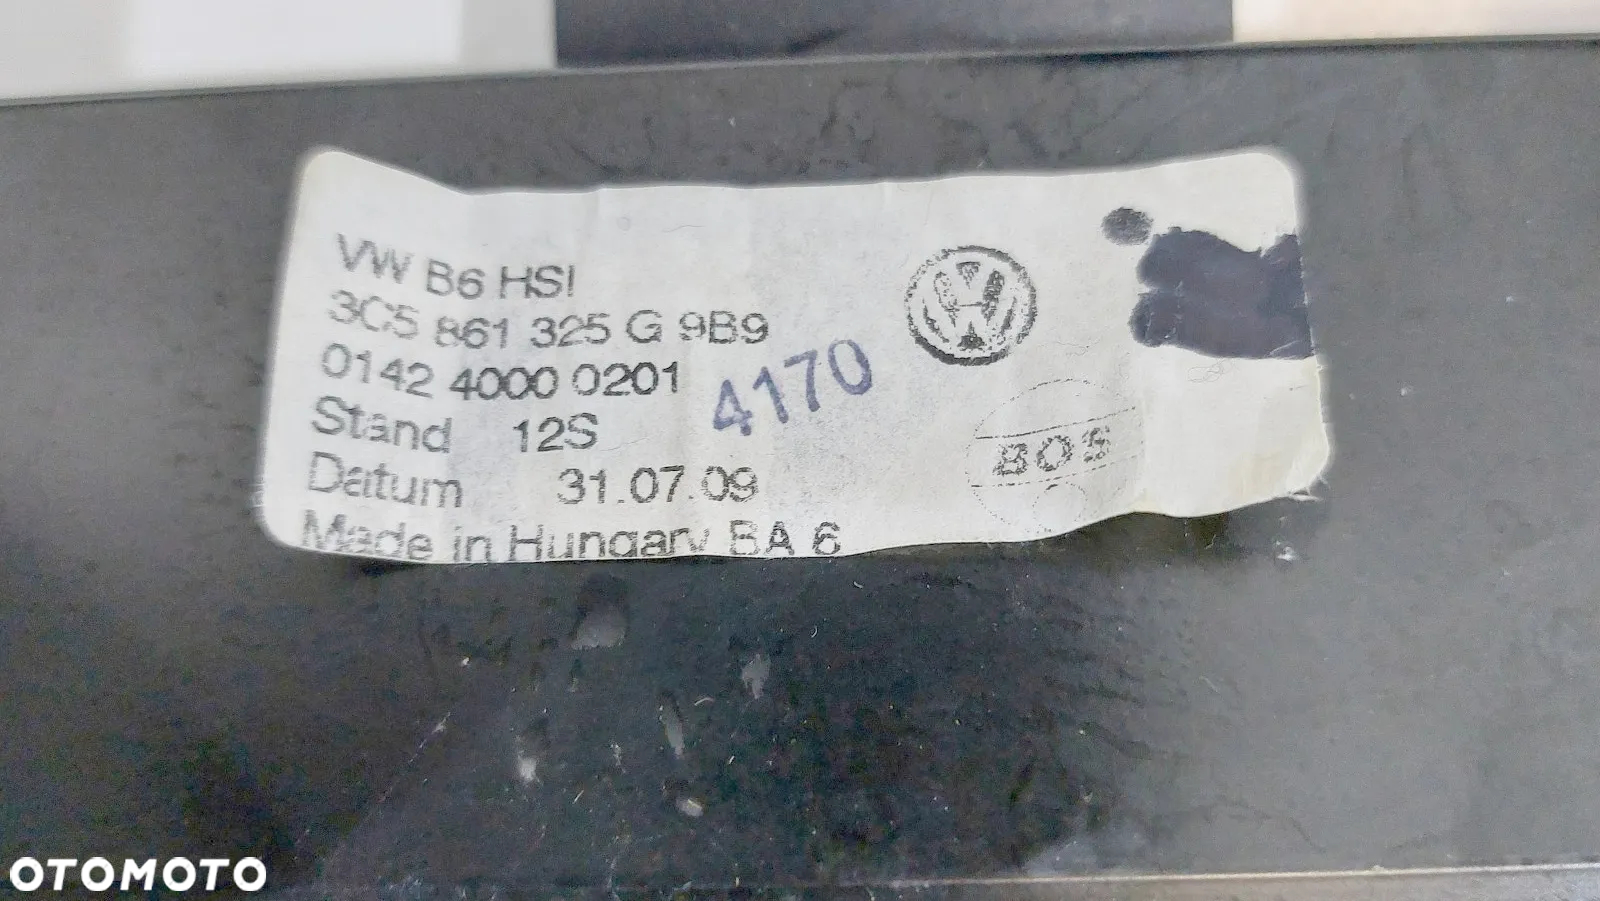 VW B6 HSI
3C5 861 325 G 9B9
0142 4000 0201
4170
Stand 12S
BOS
Datum 31.07.09
Made in Hungary BA 6
OTOMOTO